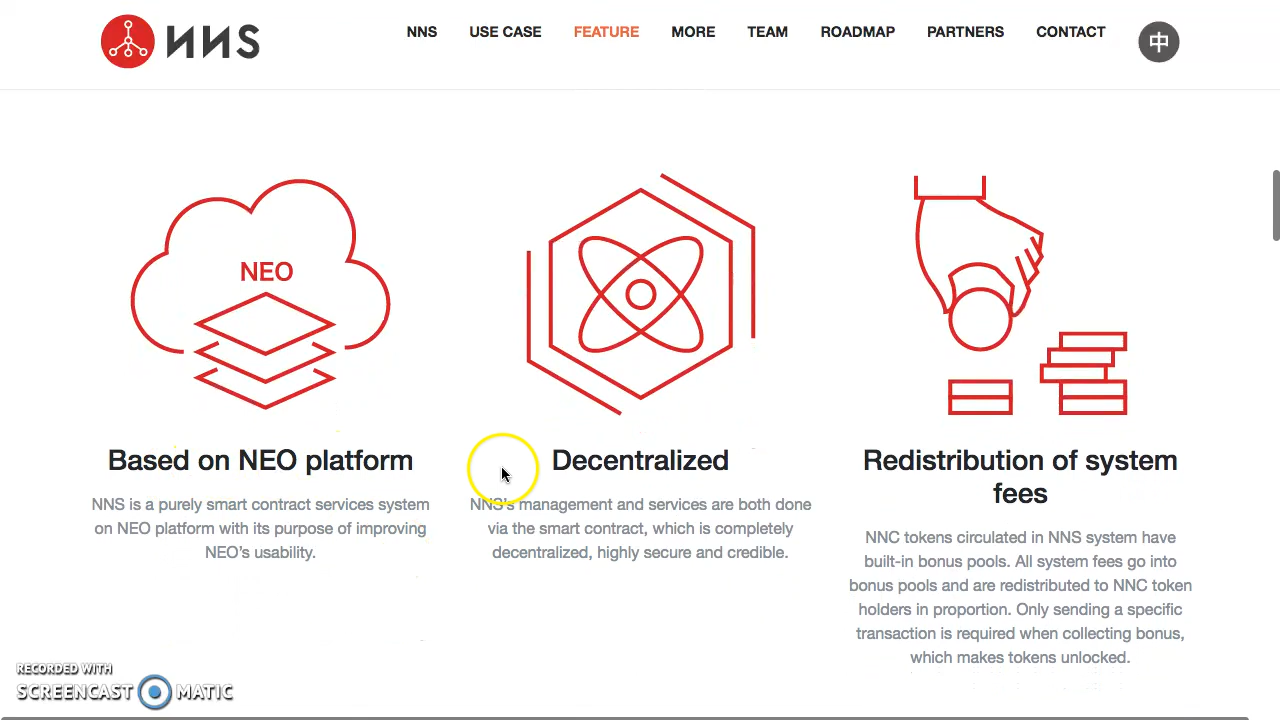 NNS
NNS USE CASE FEATURE MORE TEAM ROADMAP PARTNERS CONTACT 中
NEO
Based on NEO platform
NNS is a purely smart contract services system
on NEO platform with its purpose of improving
NEO’s usability.
Decentralized
NNS’s management and services are both done
via the smart contract, which is completely
decentralized, highly secure and credible.
Redistribution of system
fees
NNC tokens circulated in NNS system have
built-in bonus pools. All system fees go into
bonus pools and are redistributed to NNC token
holders in proportion. Only sending a specific
transaction is required when collecting bonus,
which makes tokens unlocked.
RECORDED WITH
SCREENCAST MATIC